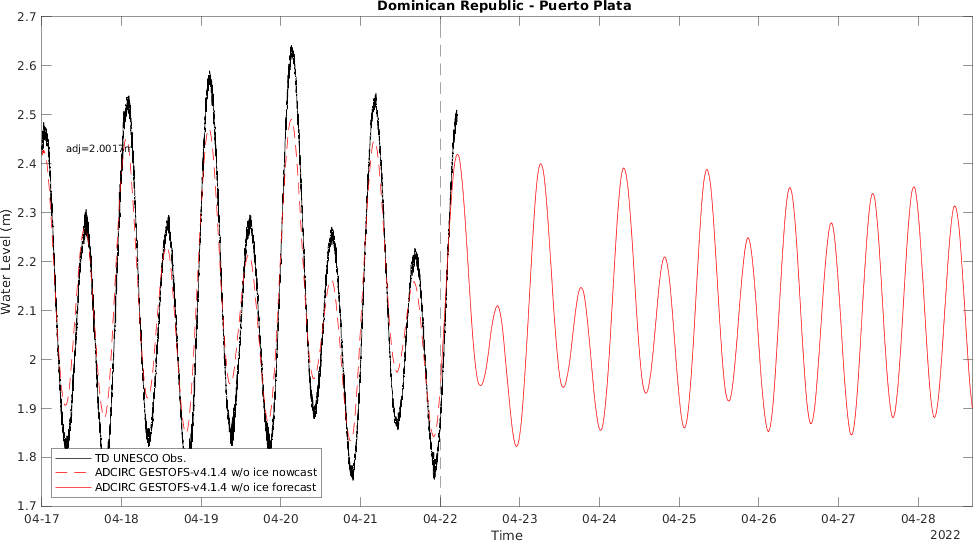 Dominican Republic - Puerto Plata
2.7
2.6
2.5
2.4
2.3
2.2
2.1
2
1.9
1.8
1.7
Water Level (m)
adj=2.0017m
TD UNESCO Obs.
ADCIRC GESTOFS-v4.1.4 w/o ice nowcast
ADCIRC GESTOFS-v4.1.4 w/o ice forecast
04-17 04-18 04-19 04-20 04-21 04-22 04-23 04-24 04-25 04-26 04-27 04-28
Time
2022